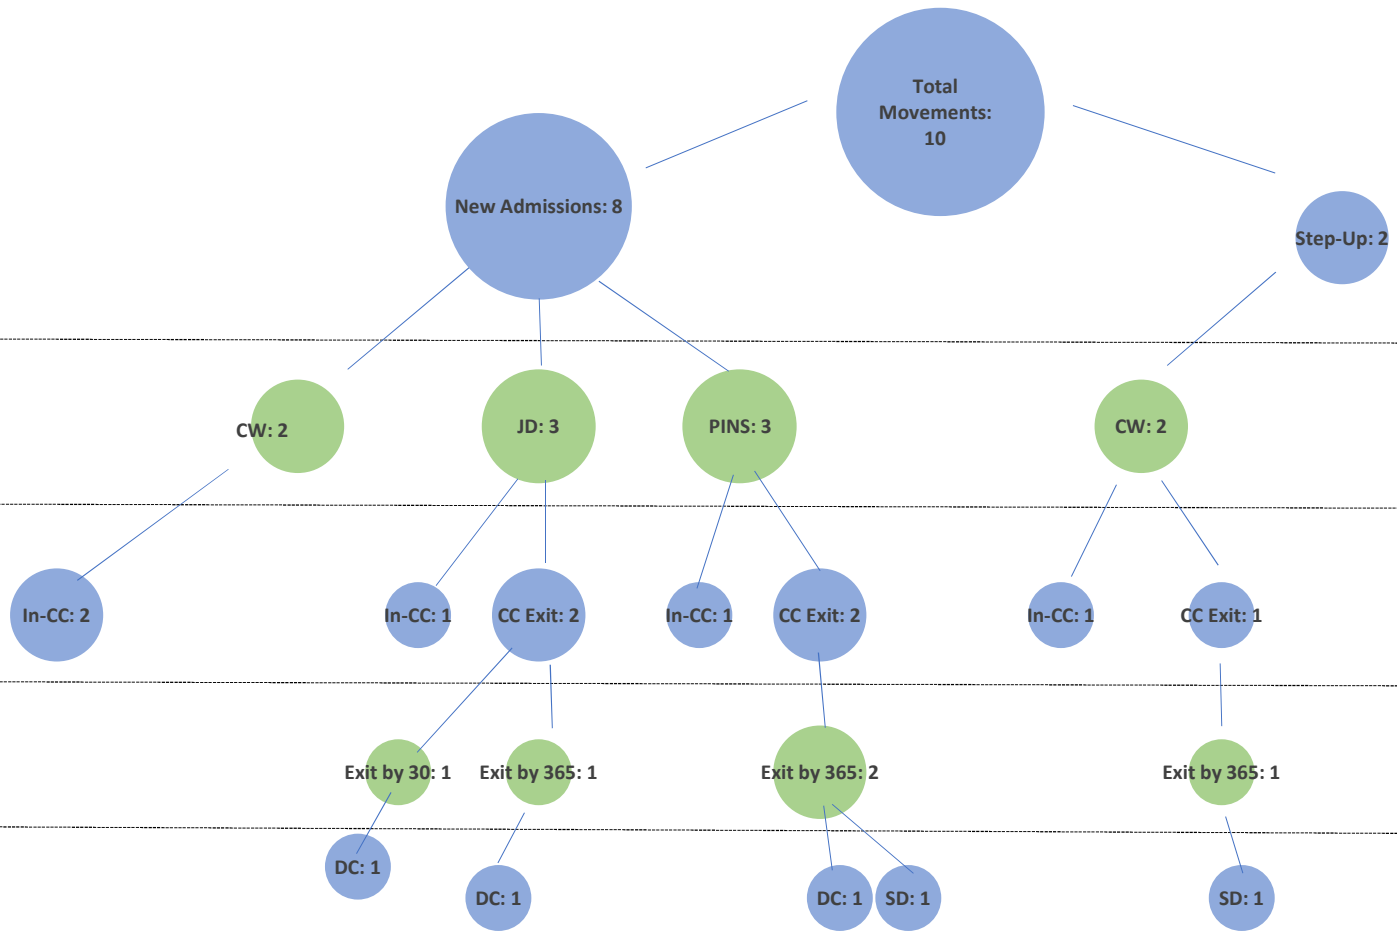 Total
Movements:
10
New Admissions: 8
Step-Up: 2
CW: 2
JD: 3
PINS: 3
CW: 2
In-CC: 2
In-CC: 1
CC Exit: 2
In-CC: 1
CC Exit: 2
In-CC: 1
CC Exit: 1
Exit by 30: 1
Exit by 365: 1
Exit by 365: 2
Exit by 365: 1
DC: 1
DC: 1
DC: 1
SD: 1
SD: 1